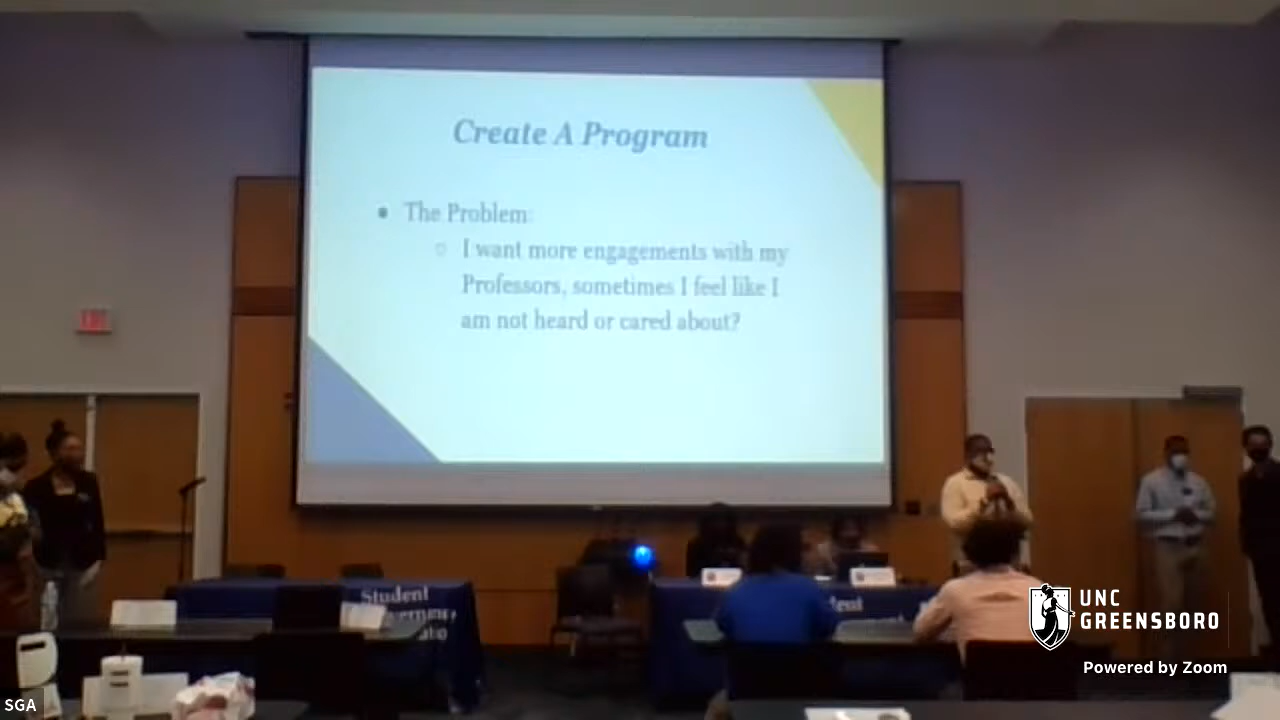 Create A Program
The Problem:
I want more engagements with my
Professors, sometimes I feel like I
am not heard or cared about?
Student
UNC
GREENSBORO
Powered by Zoom
SGA